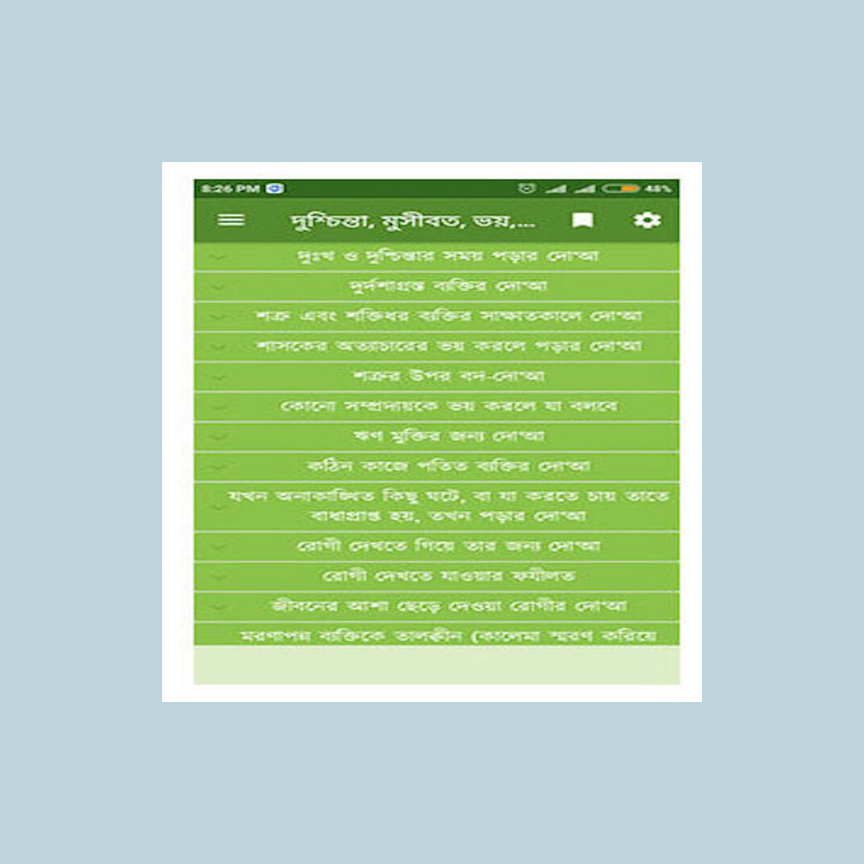 8:26 PM 48%
দুশ্চিন্তা, মুসীবত, ভয়,...
দুঃখ ও দুশ্চিন্তার সময় পড়ার দো'আ
দুর্দশাগ্রস্ত ব্যক্তির দো'আ
শত্রু এবং শক্তিধর ব্যক্তির সাক্ষাতকালে দো'আ
শাসকের অত্যাচারের ভয় করলে পড়ার দো'আ
শত্রুর উপর বদ-দো'আ
কোনো সম্প্রদায়কে ভয় করলে যা বলবে
ঋণ মুক্তির জন্য দো'আ
কঠিন কাজে পতিত ব্যক্তির দো'আ
যখন অনাকাঙ্ক্ষিত কিছু ঘটে, বা যা করতে চায় তাতে
বাধাপ্রাপ্ত হয়, তখন পড়ার দো'আ
রোগী দেখতে গিয়ে তার জন্য দো'আ
রোগী দেখতে যাওয়ার ফযীলত
জীবনের আশা ছেড়ে দেওয়া রোগীর দো'আ
মরণাপন্ন ব্যক্তিকে তালক্বীন (কালেমা স্মরণ করিয়ে